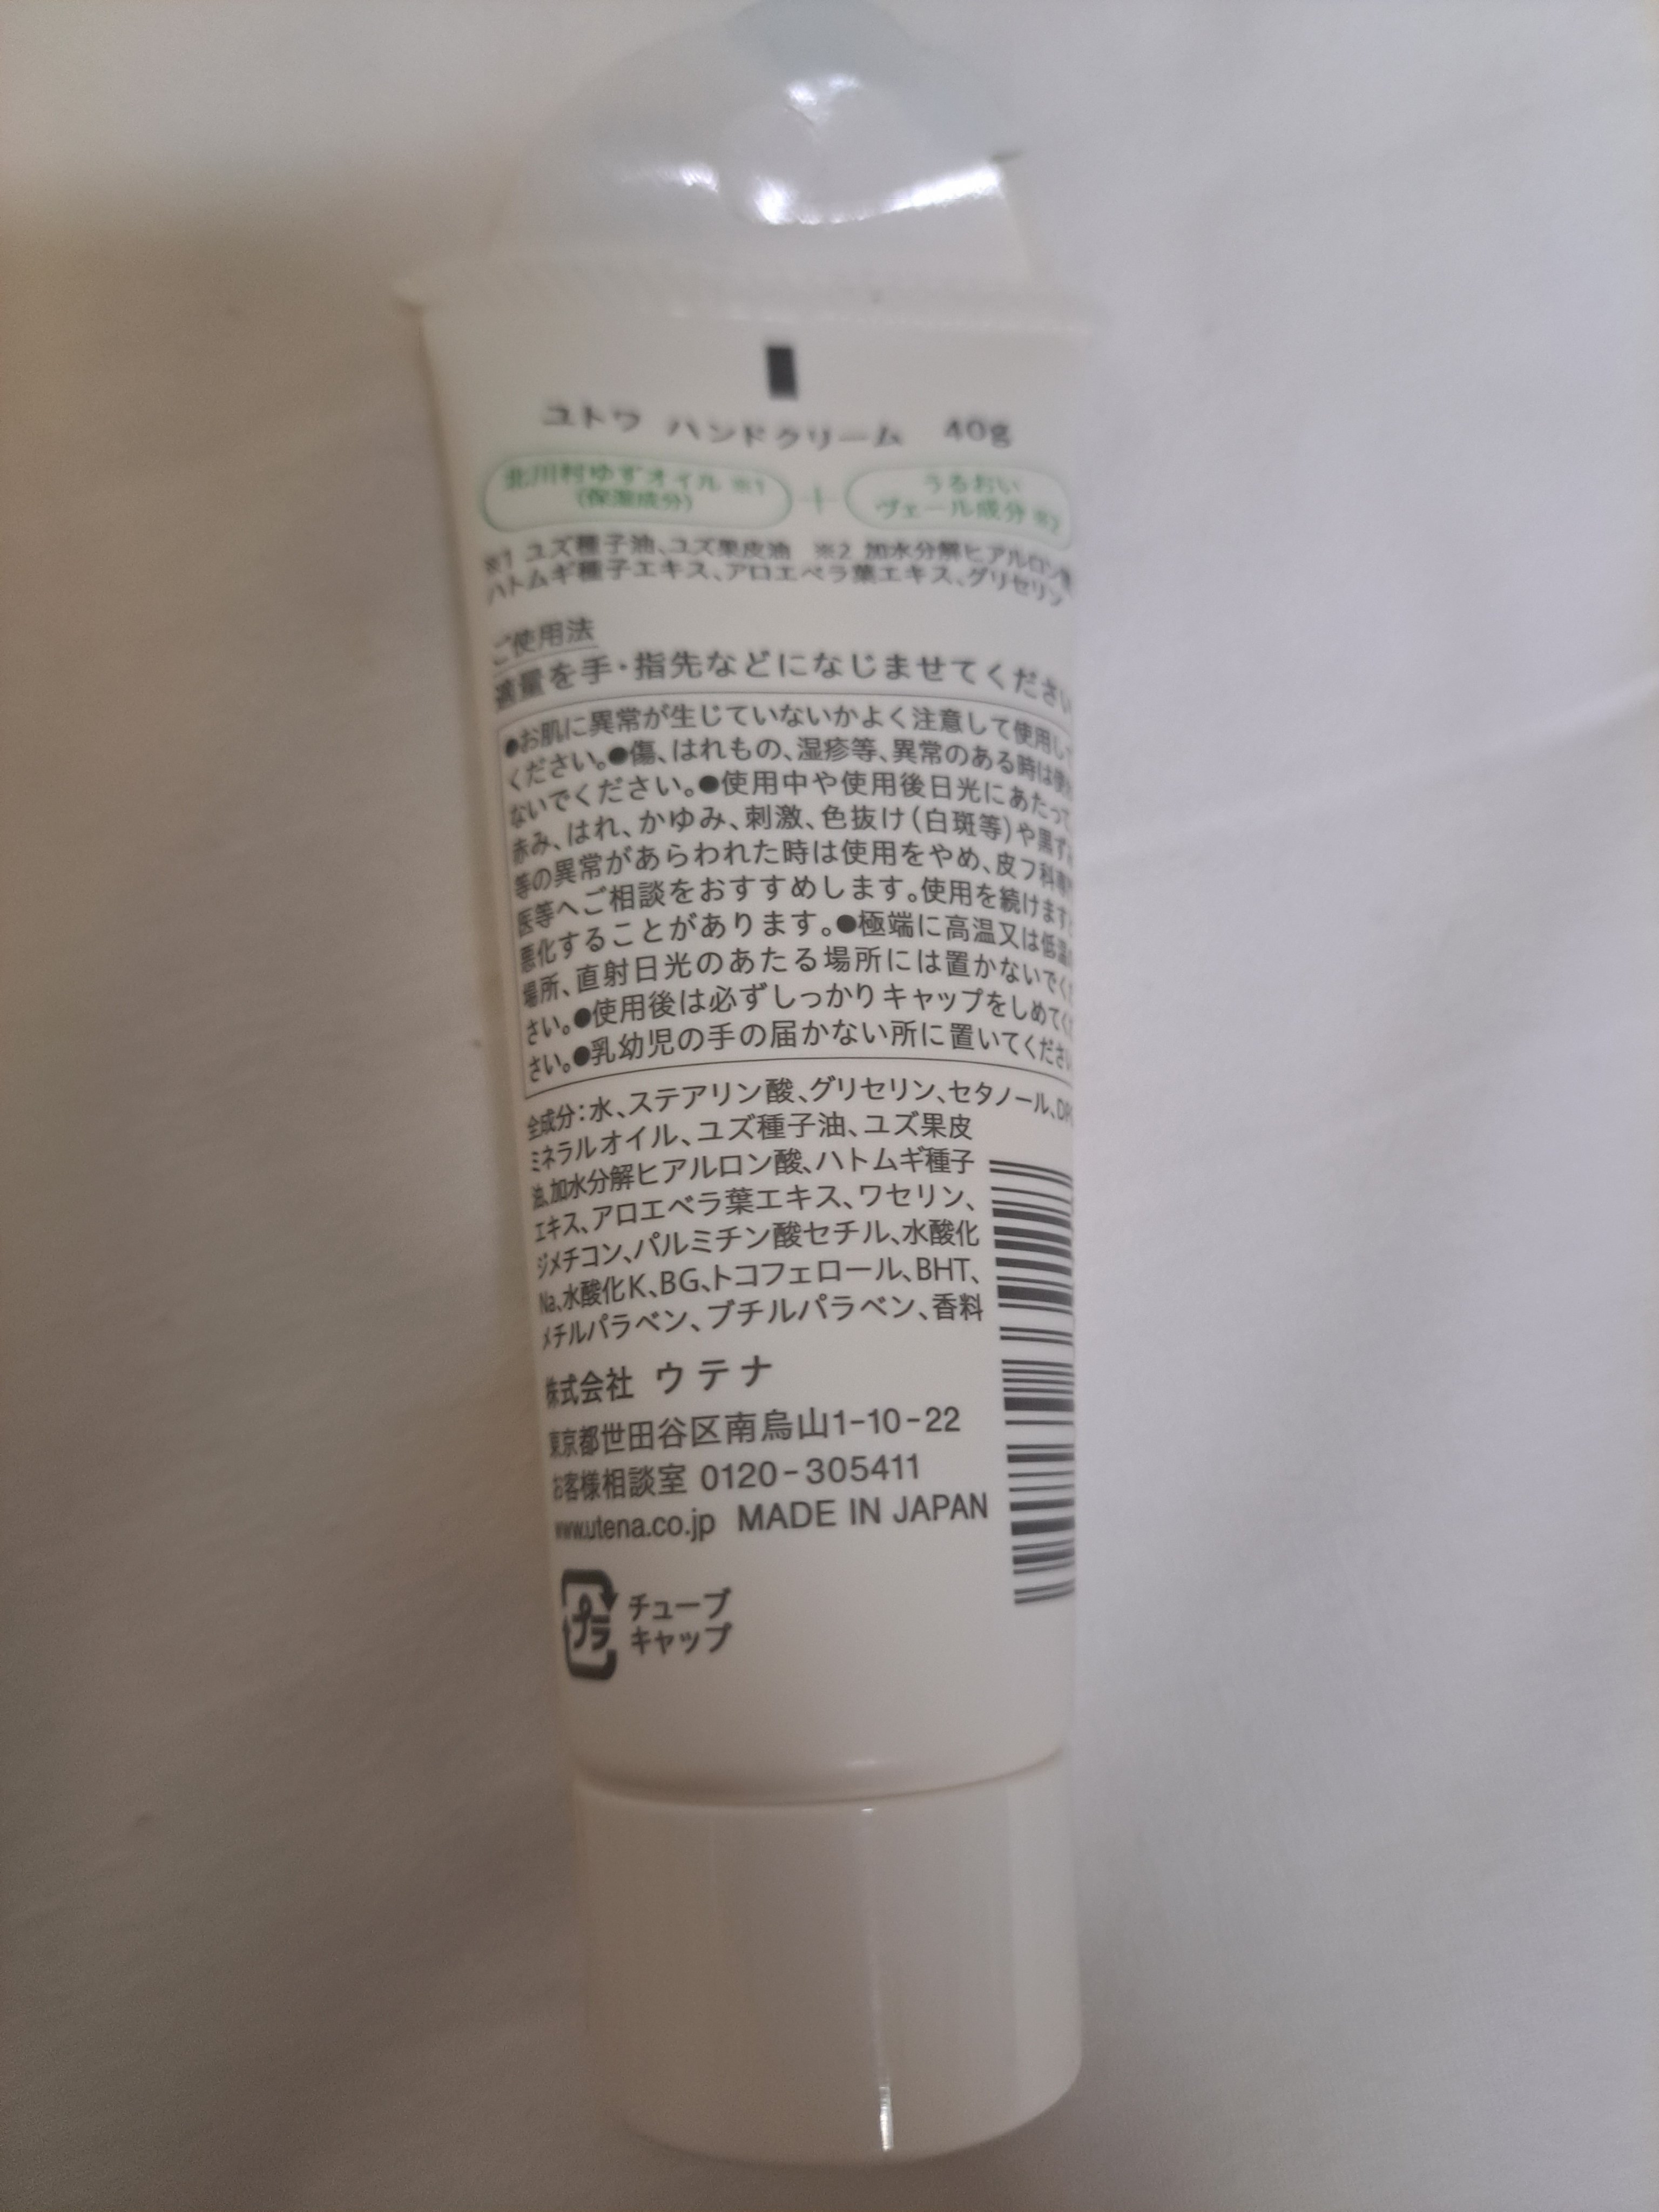 ユトワ ハンドクリーム 40g
北川村ゆずオイル ※1
(保湿成分)
+
うるおい
ヴェール成分 ※2
※1 ユズ種子油、ユズ果皮油 ※2 加水分解ヒアルロン酸
ハトムギ種子エキス、アロエベラ葉エキス、グリセリン
ご使用法
適量を手・指先などになじませてください
●お肌に異常が生じていないかよく注意して使用して
ください。●傷、はれもの、湿疹等、異常のある時は使わ
ないでください。●使用中や使用後日光にあたって
赤み、はれ、かゆみ、刺激、色抜け(白斑等)や黒ずみ
等の異常があらわれた時は使用をやめ、皮フ科専門
医等へご相談をおすすめします。使用を続けますと
悪化することがあります。●極端に高温又は低温の
場所、直射日光のあたる場所には置かないでくだ
さい。●使用後は必ずしっかりキャップをしめてくだ
さい。●乳幼児の手の届かない所に置いてください
全成分:水、ステアリン酸、グリセリン、セタノール、
ミネラルオイル、ユズ種子油、ユズ果皮
油、加水分解ヒアルロン酸、ハトムギ種子
エキス、アロエベラ葉エキス、ワセリン、
ジメチコン、パルミチン酸セチル、水酸化
Na、水酸化K、BG、トコフェロール、BHT、
メチルパラベン、ブチルパラベン、香料
株式会社 ウテナ
東京都世田谷区南烏山1-10-22
お客様相談室 0120-305411
www.utena.co.jp MADE IN JAPAN
プラ
チューブ
キャップ